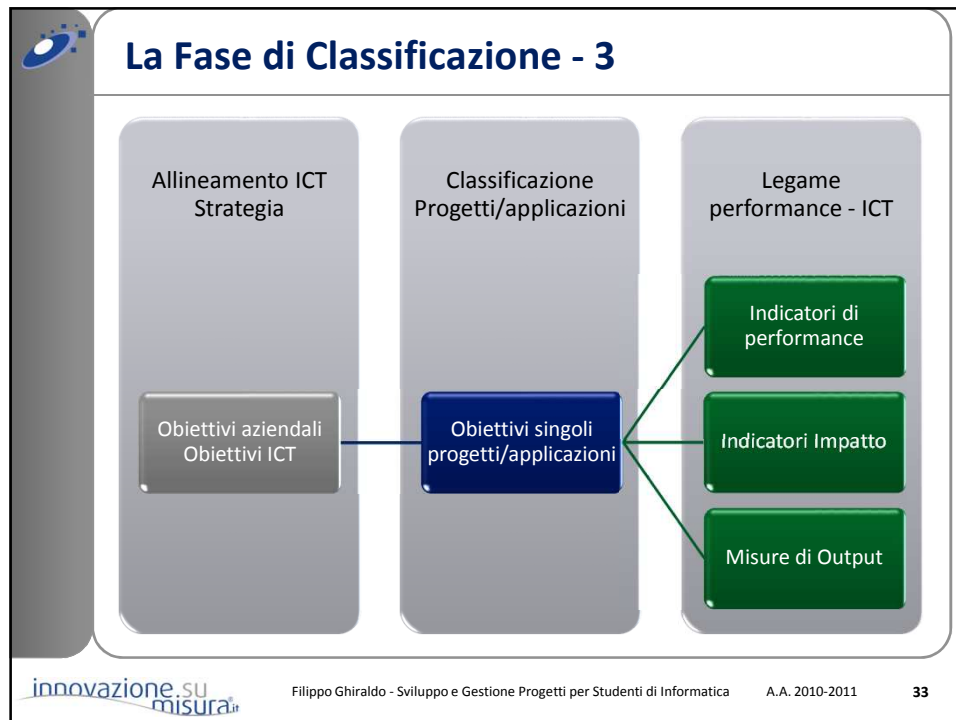 La Fase di Classificazione - 3
Allineamento ICT
Strategia
Obiettivi aziendali
Obiettivi ICT
Classificazione
Progetti/applicazioni
Obiettivi singoli
progetti/applicazioni
Legame
performance - ICT
Indicatori di
performance
Indicatori Impatto
Misure di Output
innovazione.su
misura.it
Filippo Ghiraldo - Sviluppo e Gestione Progetti per Studenti di Informatica A.A. 2010-2011 33